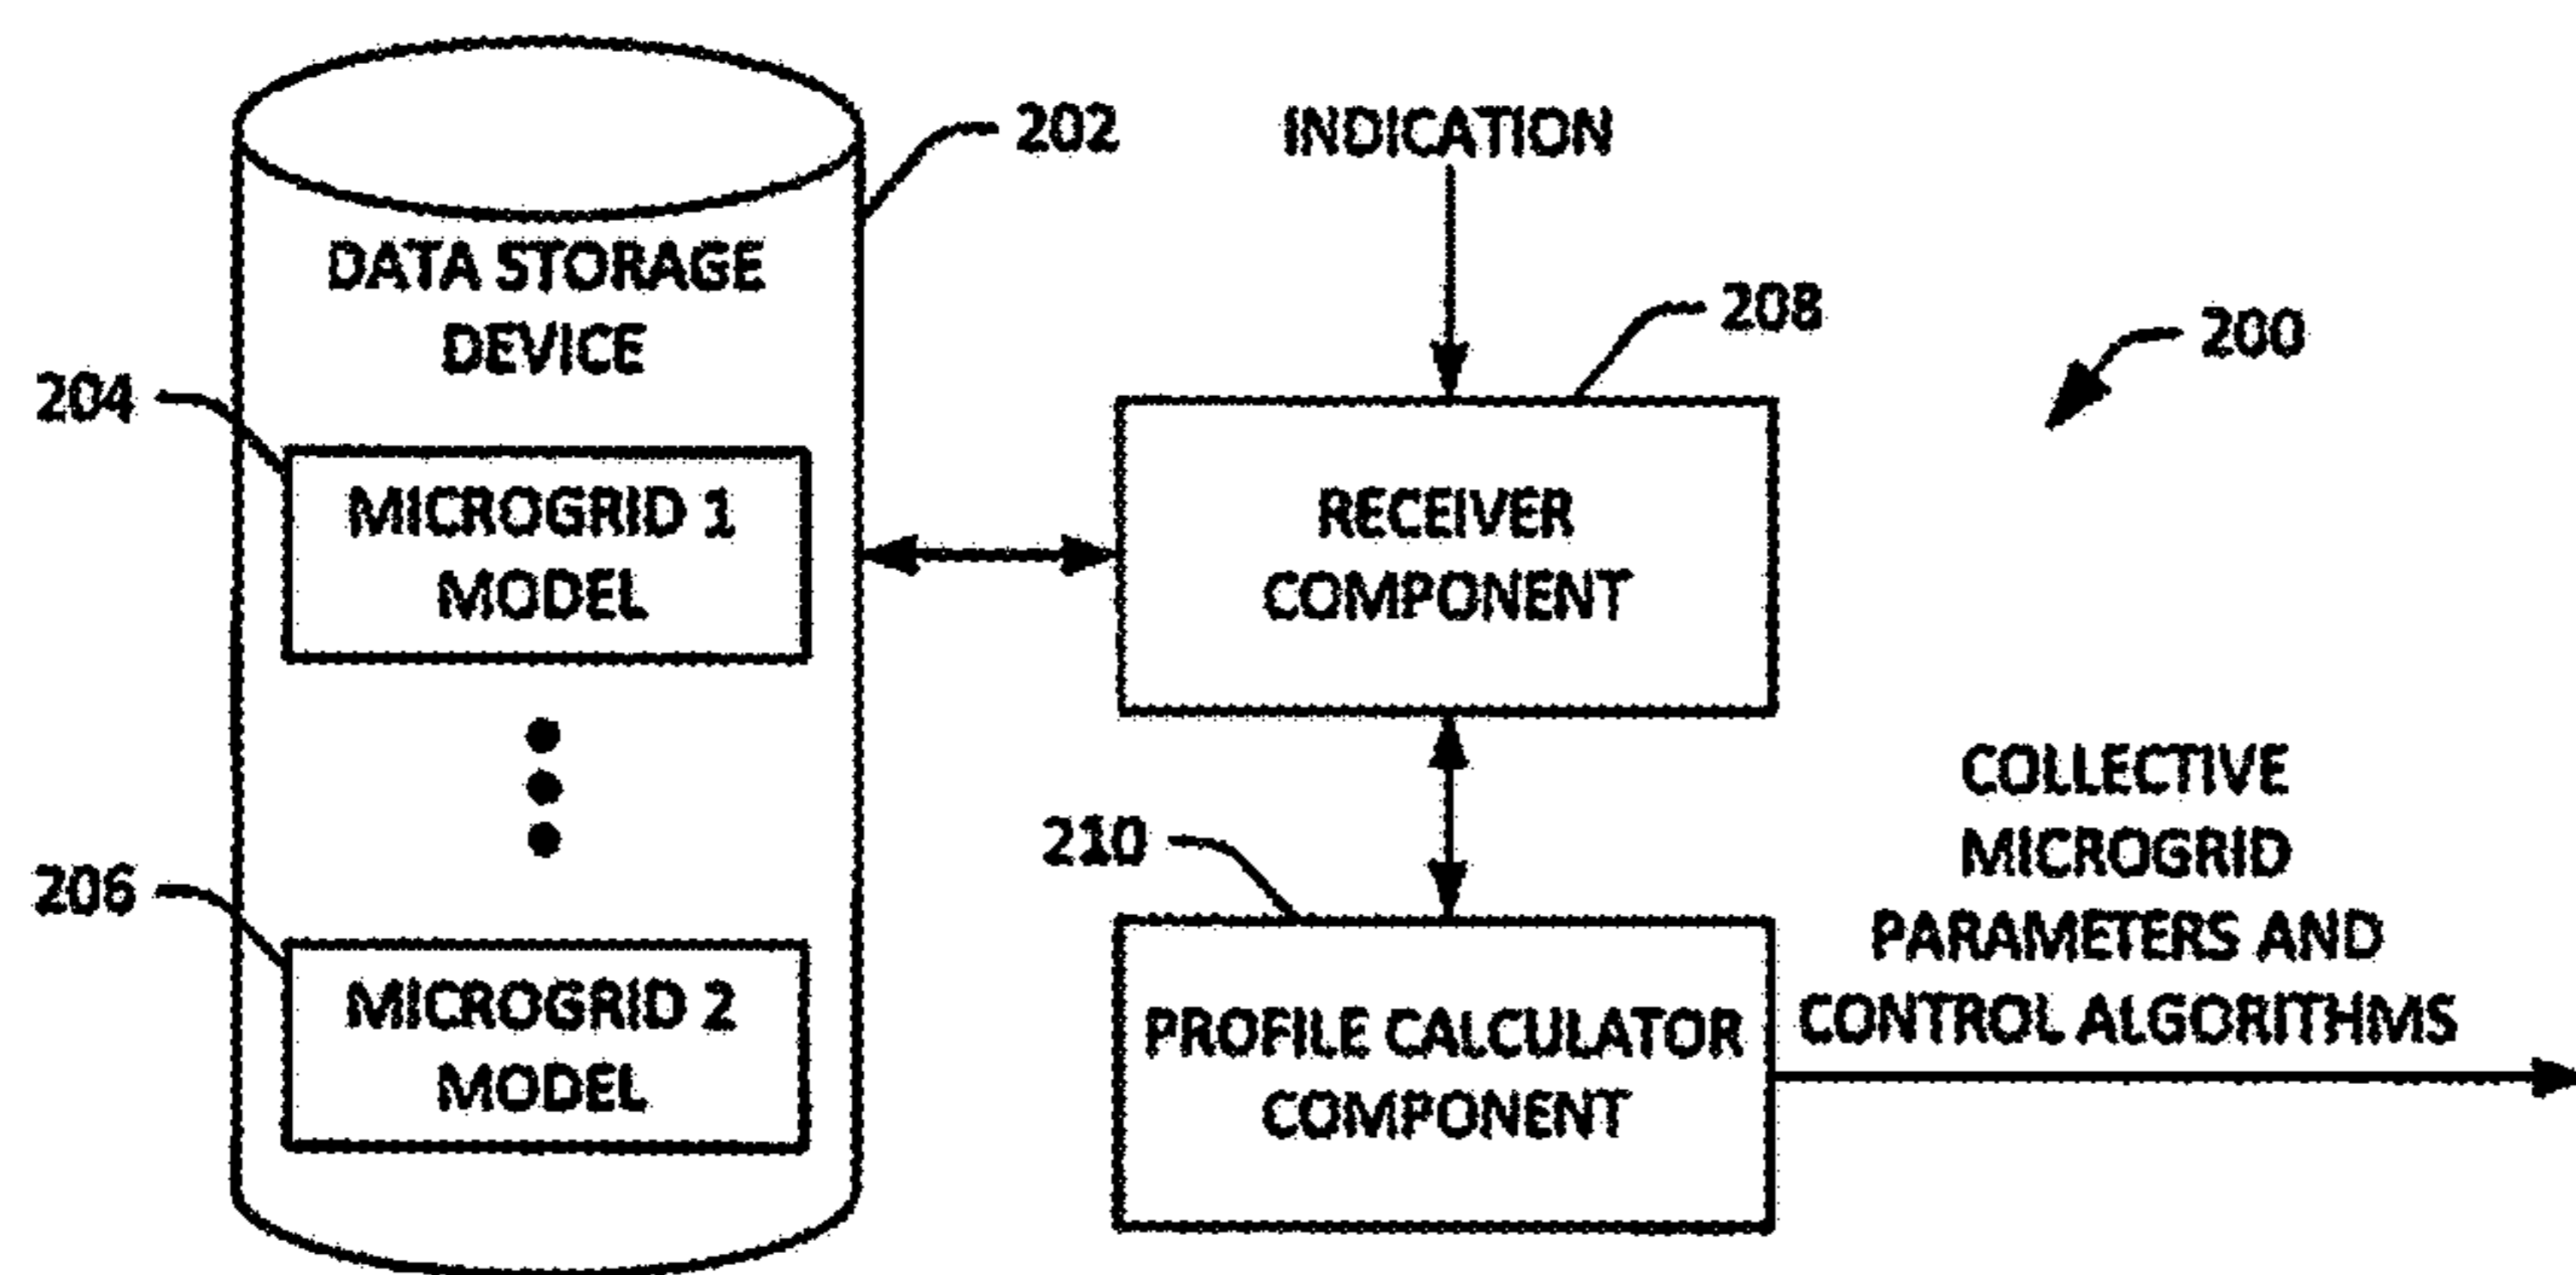 202
INDICATION
DATA STORAGE
DEVICE
208
200
204
MICROGRID 1
MODEL
RECEIVER
COMPONENT
COLLECTIVE
MICROGRID
PARAMETERS AND
CONTROL ALGORITHMS
210
206
MICROGRID 2
MODEL
PROFILE CALCULATOR
COMPONENT